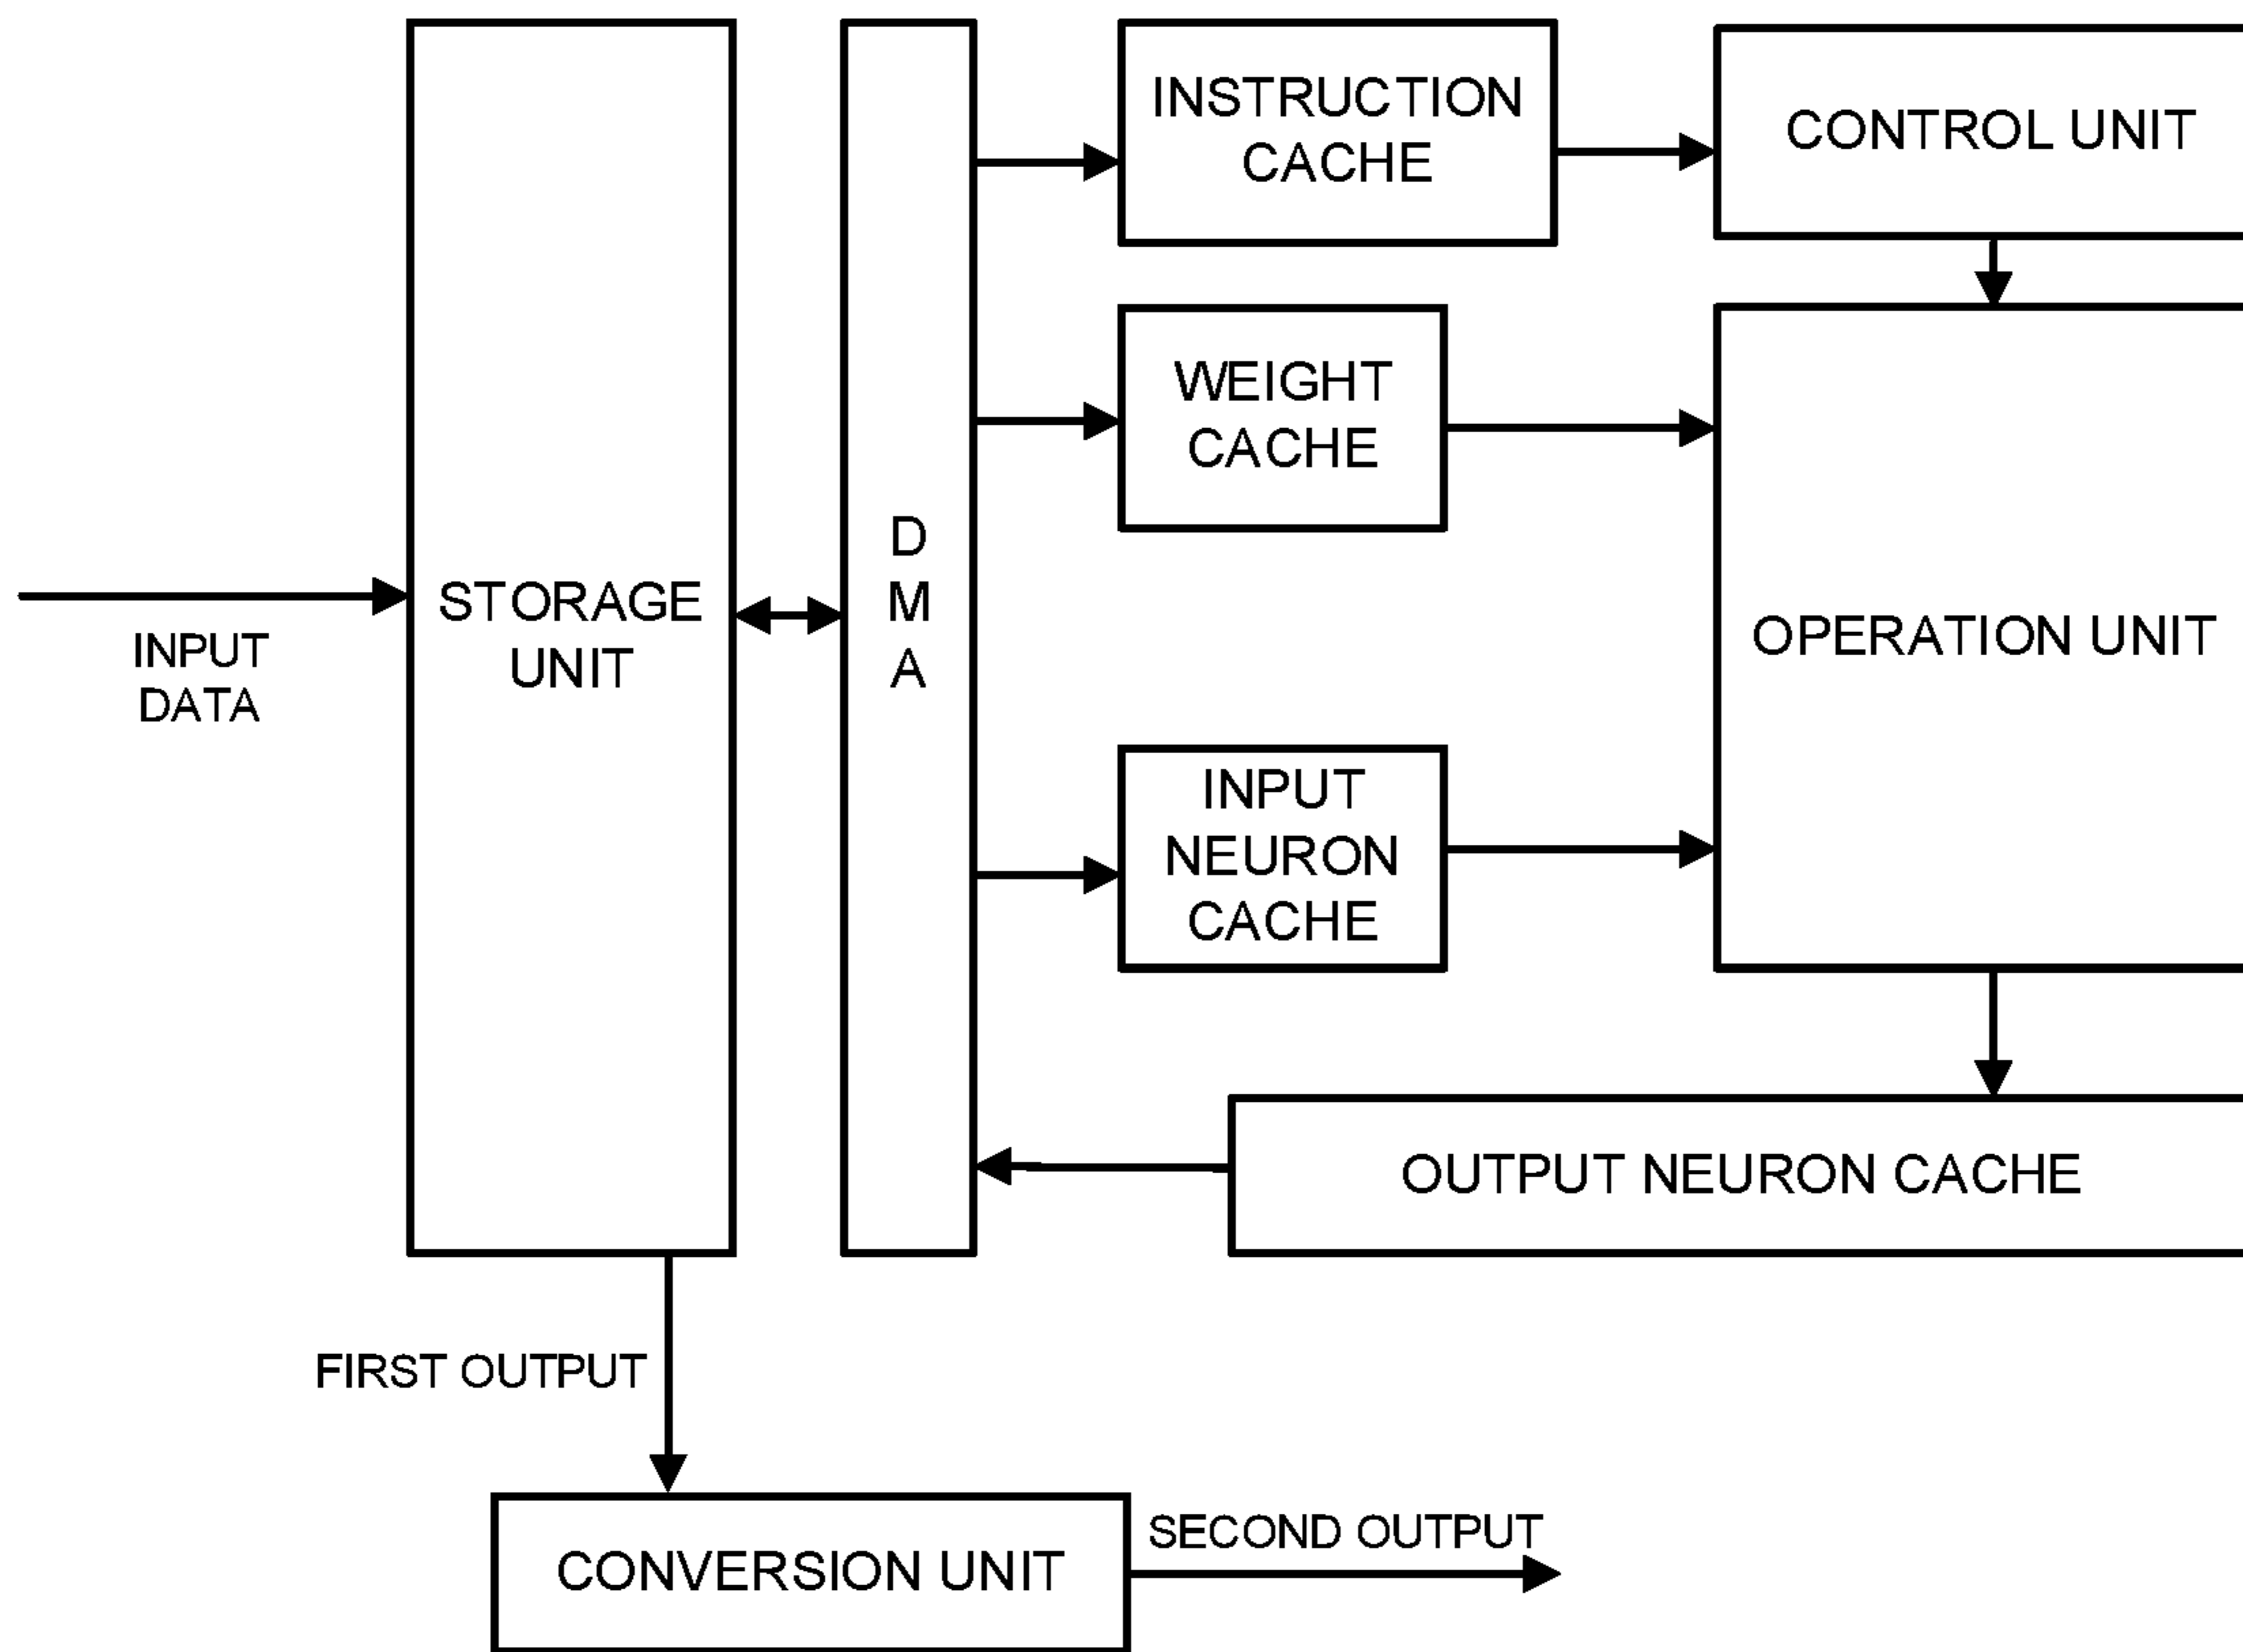 INSTRUCTION
CACHE
CONTROL UNIT
WEIGHT
CACHE
D
M
A
STORAGE
UNIT
INPUT
DATA
OPERATION UNIT
INPUT
NEURON
CACHE
OUTPUT NEURON CACHE
FIRST OUTPUT
SECOND OUTPUT
CONVERSION UNIT